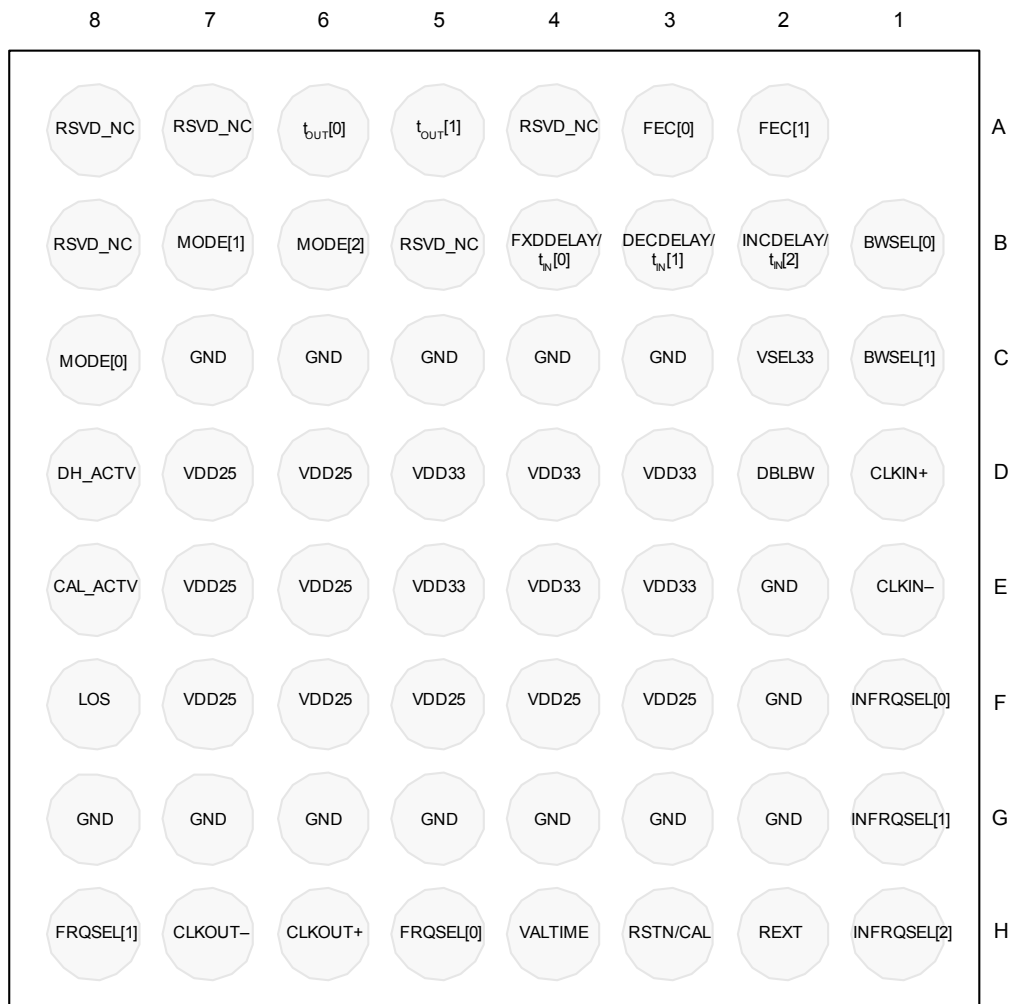 8 7 6 5 4 3 2 1
RSVD_NC RSVD_NC tOUT[0] tOUT[1] RSVD_NC FEC[0] FEC[1] A
RSVD_NC MODE[1] MODE[2] RSVD_NC FXDDELAY/ tIN[0] DECDELAY/ tIN[1] INCDELAY/ tIN[2] BWSEL[0] B
MODE[0] GND GND GND GND GND VSEL33 BWSEL[1] C
DH_ACTV VDD25 VDD25 VDD33 VDD33 VDD33 DBLBW CLKIN+ D
CAL_ACTV VDD25 VDD25 VDD33 VDD33 VDD33 GND CLKIN– E
LOS VDD25 VDD25 VDD25 VDD25 VDD25 GND INFRQSEL[0] F
GND GND GND GND GND GND GND INFRQSEL[1] G
FRQSEL[1] CLKOUT– CLKOUT+ FRQSEL[0] VALTIME RSTN/CAL REXT INFRQSEL[2] H